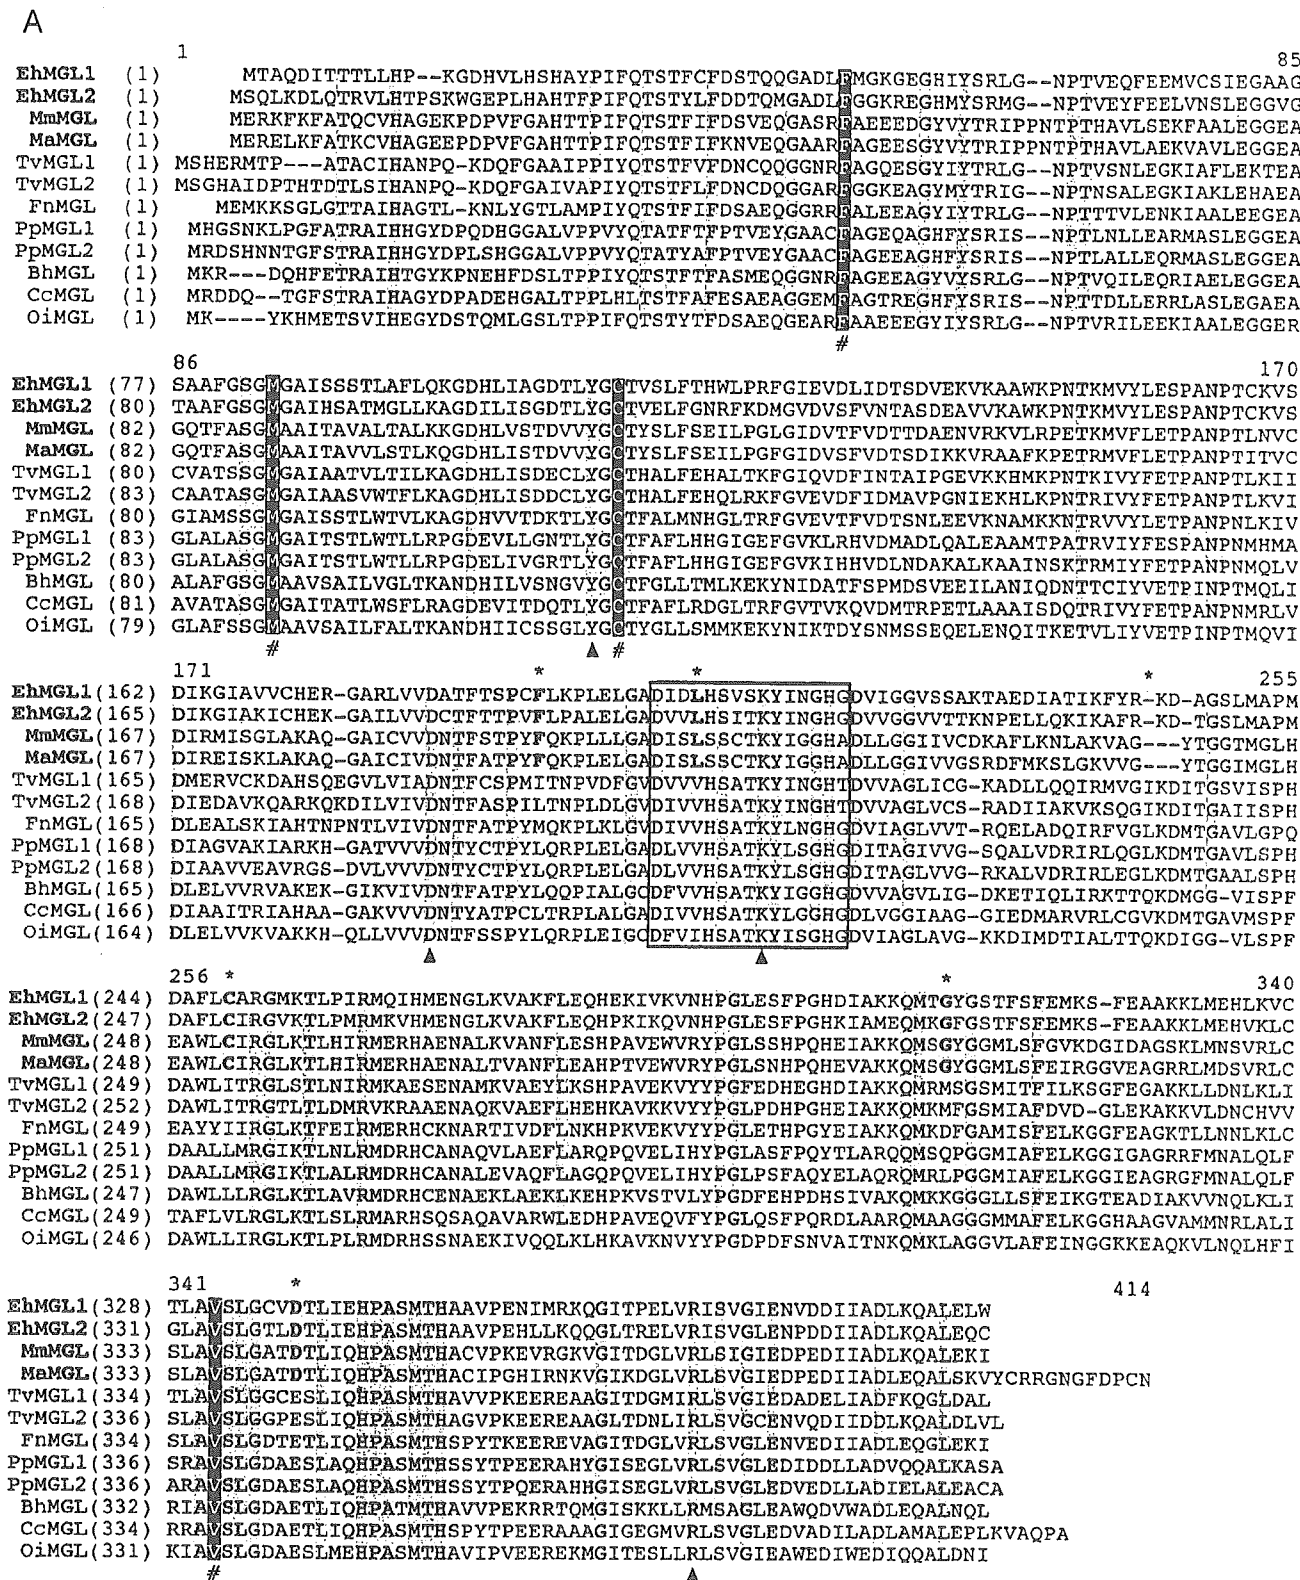 A
1 85
EhMGL1 (1) MTAQDITTTLLHP--KGDHVLHSHAYPIFQTSTFCFDSTQQGADLFMGKGEGHIYSRLG--NPTVEQFEEMVCSIEGAAG
EhMGL2 (1) MSQLKDLQTRVLHTPSKWGEPLHAHTFPIFQTSTYLFDDTQMGADLFGGKREGHMYSRMG--NPTVEYFEELVNSLEGGVG
MmMGL (1) MERKFKFATQCVHAGEKPDPVFGAHTTPIFQTSTFIFDSVEQGASRFAEEEDGYVYTRIPPNTPTHAVLSEKFAALEGGEA
MaMGL (1) MERELKFATKCVHAGEEPDPVFGAHTTPIFQTSTFIFKNVEQGAARFAGEESGYVYTRIPPNTPTHAVLAEKVAVLEGGEA
TvMGL1 (1) MSHERMTP---ATACIHANPQ-KDQFGAAIPPIYQTSTFVFDNCQQGGNRFAGQESGYIYTRLG--NPTVSNLEGKIAFLEKTEA
TvMGL2 (1) MSGHAIDPTHTDTLSIHANPQ-KDQFGAIVAPIYQTSTFLFDNCDQGGARFGGKEAGYMYTRIG--NPTNSALEGKIAKLEHAEA
FnMGL (1) MEMKKSGLGTTAIHAGTL-KNLYGTLAMPIYQTSTFIFDSAEQGGRRFALEEAGYIYTRLG--NPTTTVLENKIAALEEGEA
PpMGL1 (1) MHGSNKLPGFATRAIHHGYDPQDHGGALVPPVYQTATFTFPTVEYGAACFAGEQAGHFYSRIS--NPTLNLLEARMASLEGGEA
PpMGL2 (1) MRDSHNNTGFSTRAIHHGYDPLSHGGALVPPVYQTATYAFPTVEYGAACFAGEEAGHFYSRIS--NPTLALLEQRMASLEGGEA
BhMGL (1) MKR---DQHFETRAIHTGYKPNEHFDSLTPPIYQTSTFTFASMEQGGNRFAGEEAGYVYSRLG--NPTVQILEQRIAELEGGEA
CcMGL (1) MRDDQ--TGFSTRAIHAGYDPADEHGALTPPLHLTSTFAFESAEAGGEMFAGTREGHFYSRIS--NPTTDLLERRLASLEGAEA
OiMGL (1) MK----YKHMETSVIHEGYDSTQMLGSLTPPIFQTSTYTFDSAEQGEARFAAEEEGYIYSRLG--NPTVRILEEKIAALEGGER
#
86 170
EhMGL1 (77) SAAFGSGMGAISSSTLAFLQKGDHLIAGDTLYGCTVSLFTHWLPRFGIEVDLIDTSDVEKVKAAWKPNTKMVYLESPANPTCKVS
EhMGL2 (80) TAAFGSGMGAIHSATMGLLKAGDILISGDTLYGCTVELFGNRFKDMGVDVSFVNTASDEAVVKAWKPNTKMVYLESPANPTCKVS
MmMGL (82) GQTFASGMAAITAVALTALKKGDHLVSTDVVYGCTYSLFSEILPGLGIDVTFVDTTDAENVRKVLRPETKMVFLETPANPTLNVC
MaMGL (82) GQTFASGMAAITAVVLSTLKQGDHLISTDVVYGCTYSLFSEILPGFGIDVSFVDTSDIKKVRAAFKPETRMVFLETPANPTITVC
TvMGL1 (80) CVATSSGMGAIAATVLTILKAGDHLISDECLYGCTHALFEHALTKFGIQVDFINTAIPGEVKKHMKPNTKIVYFETPANPTLKII
TvMGL2 (83) CAATASGMGAIAASVWTFLKAGDHLISDDCLYGCTHALFEHQLRKFGVEVDFIDMAVPGNIEKHLKPNTRIVYFETPANPTLKVI
FnMGL (80) GIAMSSGMGAISSTLWTVLKAGDHVVTDKTLYGCTFALMNHGLTRFGVEVTFVDTSNLEEVKNAMKKNTRVVYLETPANPNLKIV
PpMGL1 (83) GLALASGMGAITSTLWTLLRPGDEVLLGNTLYGCTFAFLHHGIGEFGVKLRHVDMADLQALEAAMTPATRVIYFESPANPNMHMA
PpMGL2 (83) GLALASGMGAITSTLWTLLRPGDELIVGRTLYGCTFAFLHHGIGEFGVKIHHVDLNDAKALKAAINSKTRMIYFETPANPNMQLV
BhMGL (80) ALAFGSGMAAVSAILVGLTKANDHILVSNGVYGCTFGLLTMLKEKYNIDATFSPMDSVEEILANIQDNTTCIYVETPINPTMQLI
CcMGL (81) AVATASGMGAITATLWSFLRAGDEVITDQTLYGCTFAFLRDGLTRFGVTVKQVDMTRPETLAAAISDQTRIVYFETPANPNMRLV
OiMGL (79) GLAFSSGMAAVSAILFALTKANDHIICSSGLYGCTYGLLSMMKEKYNIKTDYSNMSSEQELENQITKETVLIYVETPINPTMQVI
# ▲ #
171 * * * 255
EhMGL1 (162) DIKGIAVVCHER-GARLVVDATFTSPCFLKPLELGADIDLHSVSKYINGHGDVIGGVSSAKTAEDIATIKFYR-KD-AGSLMAPM
EhMGL2 (165) DIKGIAKICHEK-GAILVVDCTFTTPVFLPALELGADVVLHSITKYINGHGDVVGGVVTTKNPELLQKIKAFR-KD-TGSLMAPM
MmMGL (167) DIRMISGLAKAQ-GAICVVDNTFSTPYFQKPLLLGADISLSSCTKYIGGHADLLGGIIVCDKAFLKNLAKVAG---YTGGTMGLH
MaMGL (167) DIREISKLAKAQ-GAICIVDNTFATPYFQKPLELGADISLSSCTKYIGGHADLLGGIVVGSRDFMKSLGKVVG---YTGGIMGLH
TvMGL1 (165) DMERVCKDAHSQEGVLVIADNTFCSPMITNPVDFGVDVVVHSATKYINGHTDVVAGLICG-KADLLQQIRMVGIKDITGSVISPH
TvMGL2 (168) DIEDAVKQARKQKDILVIVDNTFASPILTNPLDLGVDIVVHSATKYINGHTDVVAGLVCS-RADIIAKVKSQGIKDITGAIISPH
FnMGL(165) DLEALSKIAHTNPNTLVIVDNTFATPYMQKPLKLGVDIVVHSATKYLNGHGDVIAGLVVT-RQELADQIRFVGLKDMTGAVLGPQ
PpMGL1(168) DIAGVAKIARKH-GATVVVDNTYCTPYLQRPLELGADLVVHSATKYLSGHGDITAGIVVG-SQALVDRIRLQGLKDMTGAVLSPH
PpMGL2(168) DIAAVVEAVRGS-DVLVVVDNTYCTPYLQRPLELGADLVVHSATKYLSGHGDITAGLVVG-RKALVDRIRLEGLKDMTGAALSPH
BhMGL(165) DLELVVRVAKEK-GIKVIVDNTFATPYLQQPIALGCDFVVHSATKYIGGHGDVVAGVLIG-DKETIQLIRKTTQKDMGG-VISPF
CcMGL(166) DIAAITRIAHAA-GAKVVVDNTYATPCLTRPLALGADIVVHSATKYLGGHGDLVGGIAAG-GIEDMARVRLCGVKDMTGAVMSPF
OiMGL(164) DLELVVKVAKKH-QLLVVVDNTFSSPYLQRPLEIGCDFVIHSATKYISGHGDVIAGLAVG-KKDIMDTIALTTQKDIGG-VLSPF
▲ ▲
256 * * 340
EhMGL1(244) DAFLCARGMKTLPIRMQIHMENGLKVAKFLEQHEKIVKVNHPGLESFPGHDIAKKQMTGYGSTFSFEMKS-FEAAKKLMEHLKVC
EhMGL2(247) DAFLCIRGVKTLPMRMKVHMENGLKVAKFLEQHPKIKQVNHPGLESFPGHKIAMEQMKGFGSTFSFEMKS-FEAAKKLMEHVKLC
MmMGL(248) EAWLCIRGLKTLHIRMERHAENALKVANFLESHPAVEWVRYPGLSSHPQHEIAKKQMSGYGGMLSFGVKDGIDAGSKLMNSVRLC
MaMGL(248) EAWLCIRGLKTLHIRMERHAENALTVANFLEAHPTVEWVRYPGLSNHPQHEVAKKQMSGYGGMLSFEIRGGVEAGRRLMDSVRLC
TvMGL1(249) DAWLITRGLSTLNIRMKAESENAMKVAEYLKSHPAVEKVYYPGFEDHEGHDIAKKQMRMSGSMITFILKSGFEGAKKLLDNLKLI
TvMGL2(252) DAWLITRGTLTLDMRVKRAAENAQKVAEFLHEHKAVKKVYYPGLPDHPGHEIAKKQMKMFGSMIAFDVD-GLEKAKKVLDNCHVV
FnMGL(249) EAYYIIRGLKTFEIRMERHCKNARTIVDFLNKHPKVEKVYYPGLETHPGYEIAKKQMKDFGAMISFELKGGFEAGKTLLNNLKLC
PpMGL1(251) DAALLMRGIKTLNLRMDRHCANAQVLAEFLARQPQVELIHYPGLASFPQYTLARQQMSQPGGMIAFELKGGIGAGRRFMNALQLF
PpMGL2(251) DAALLMRGIKTLALRMDRHCANALEVAQFLAGQPQVELIHYPGLPSFAQYELAQRQMRLPGGMIAFELKGGIEAGRGFMNALQLF
BhMGL(247) DAWLLLRGLKTLAVRMDRHCENAEKLAEKLKEHPKVSTVLYPGDFEHPDHSIVAKQMKKGGGLLSFEIKGTEADIAKVVNQLKLI
CcMGL(249) TAFLVLRGLKTLSLRMARHSQSAQAVARWLEDHPAVEQVFYPGLQSFPQRDLAARQMAAGGGMMAFELKGGHAAGVAMMNRLALI
OiMGL(246) DAWLLIRGLKTLPLRMDRHSSNAEKIVQQLKLHKAVKNVYYPGDPDFSNVAITNKQMKLAGGVLAFEINGGKKEAQKVLNQLHFI
341 * 414
EhMGL1(328) TLAVSLGCVDTLIEHPASMTHAAVPENIMRKQGITPELVRISVGIENVDDIIADLKQALELW
EhMGL2(331) GLAVSLGTLDTLIEHPASMTHAAVPEHLLKQQGLTRELVRISVGLENPDDIIADLKQALEQC
MmMGL(333) SLAVSLGATDTLIQHPASMTHACVPKEVRGKVGITDGLVRLSIGIEDPEDIIADLKQALEKI
MaMGL(333) SLAVSLGATDTLIQHPASMTHACIPGHIRNKVGIKDGLVRLSVGIEDPEDIIADLEQALSKVYCRRGNGFDPCN
TvMGL1(334) TLAVSLGGCESLIQHPASMTHAVVPKEEREAAGITDGMIRLSVGIEDADELIADFKQGLDAL
TvMGL2(336) SLAVSLGGPESLIQHPASMTHAGVPKEEREAAGLTDNLIRLSVGCENVQDIIDDLKQALDLVL
FnMGL(334) SLAVSLGDTETLIQHPASMTHSPYTKEEREVAGITDGLVRLSVGLENVEDIIADLEQGLEKI
PpMGL1(336) SRAVSLGDAESLAQHPASMTHSSYTPEERAHYGISEGLVRLSVGLEDIDDLLADVQQALKASA
PpMGL2(336) ARAVSLGDAESLAQHPASMTHSSYTPQERAHHGISEGLVRLSVGLEDVEDLLADIELALEACA
BhMGL(332) RIAVSLGDAETLIQHPATMTHAVVPEKRRTQMGISKKLLRMSAGLEAWQDVWADLEQALNQL
CcMGL(334) RRAVSLGDAETLIQHPASMTHSPYTPEERAAAGIGEGMVRLSVGLEDVADILADLAMALEPLKVAQPA
OiMGL(331) KIAVSLGDAESLMEHPASMTHAVIPVEEREKMGITESLLRLSVGIEAWEDIWEDIQQALDNI
# ▲